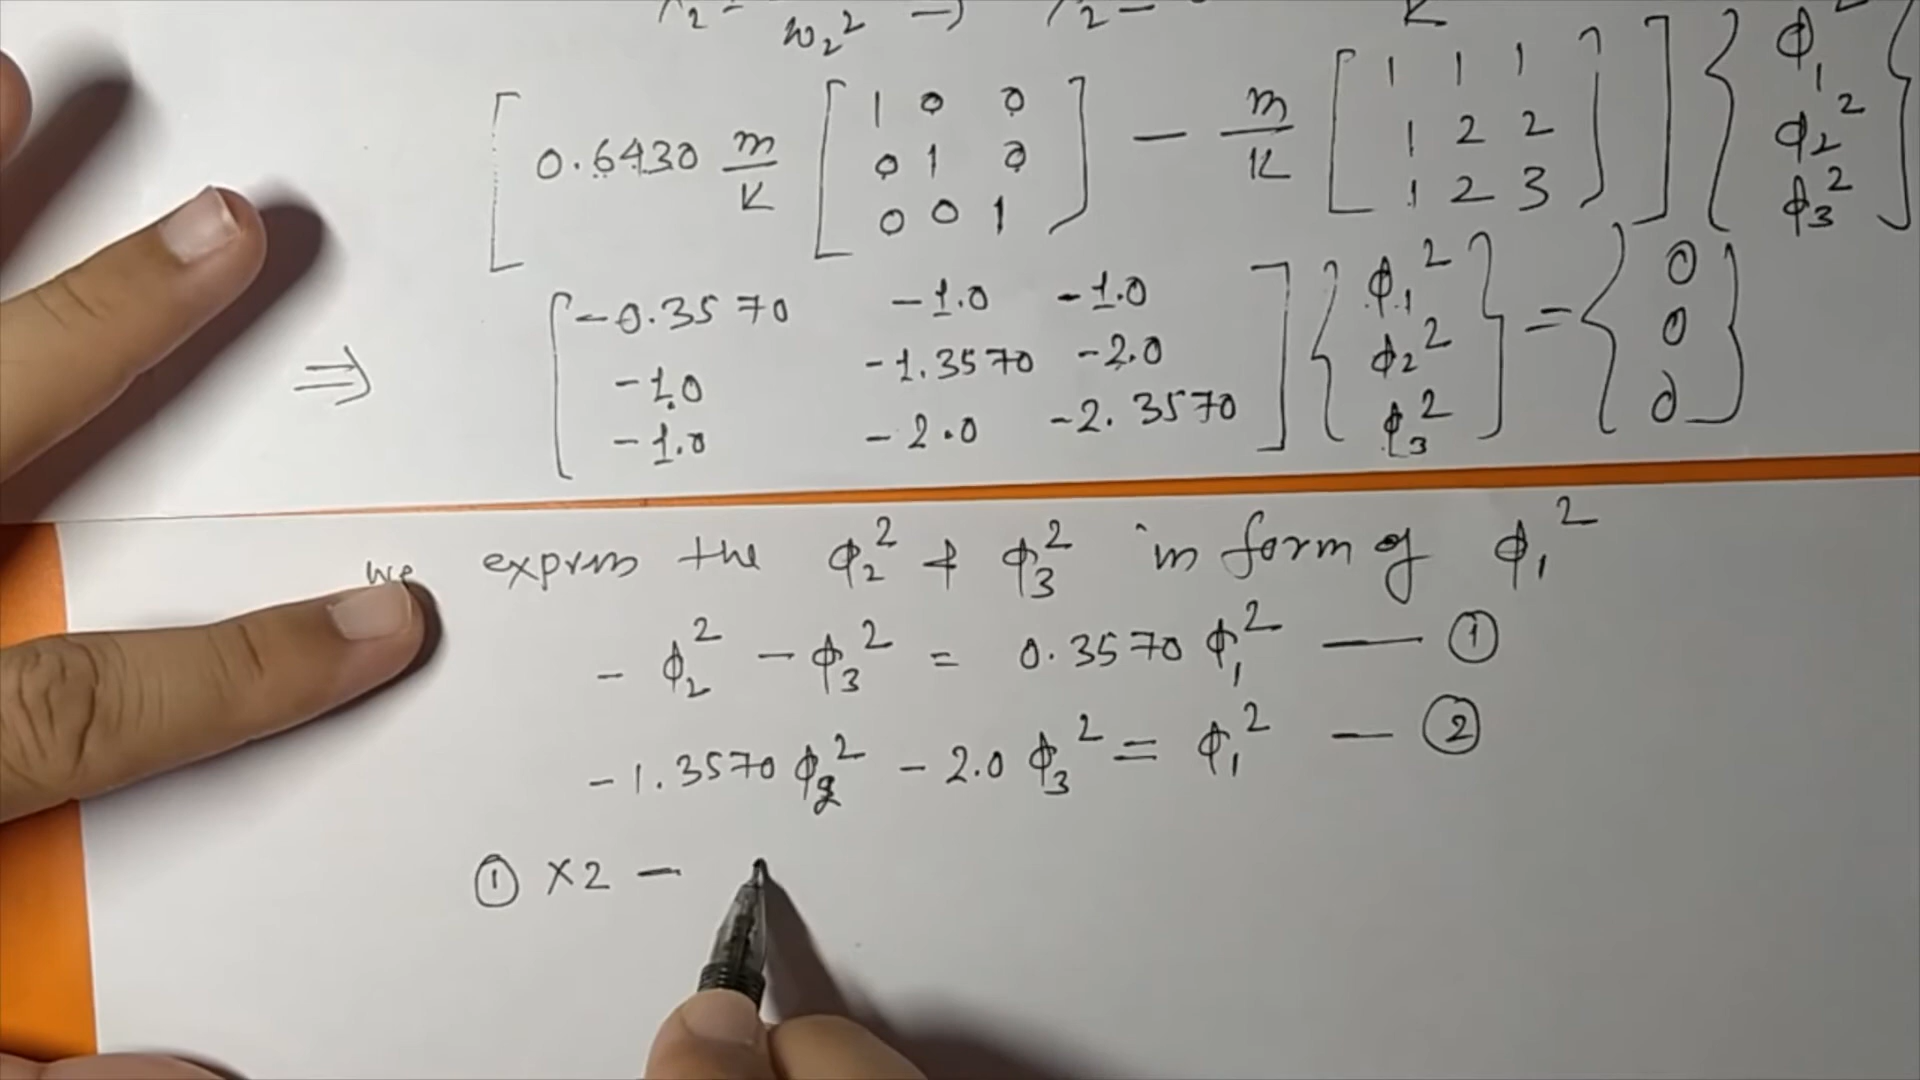 λ₂ = ω₂² → λ₂ = K
[ 0.6430 m/K [ 1 0 0
0 1 0
0 0 1 ] − m/K [ 1 1 1
1 2 2
1 2 3 ] ] { ϕ₁²
ϕ₂²
ϕ₃² }
⇒ [ -0.3570 -1.0 -1.0
-1.0 -1.3570 -2.0
-1.0 -2.0 -2.3570 ] { ϕ₁²
ϕ₂²
ϕ₃² } = { 0
0
0 }
we express the ϕ₂² & ϕ₃² in form of ϕ₁²
- ϕ₂² - ϕ₃² = 0.3570 ϕ₁² — ①
-1.3570 ϕ₂² - 2.0 ϕ₃² = ϕ₁² — ②
① ×2 −